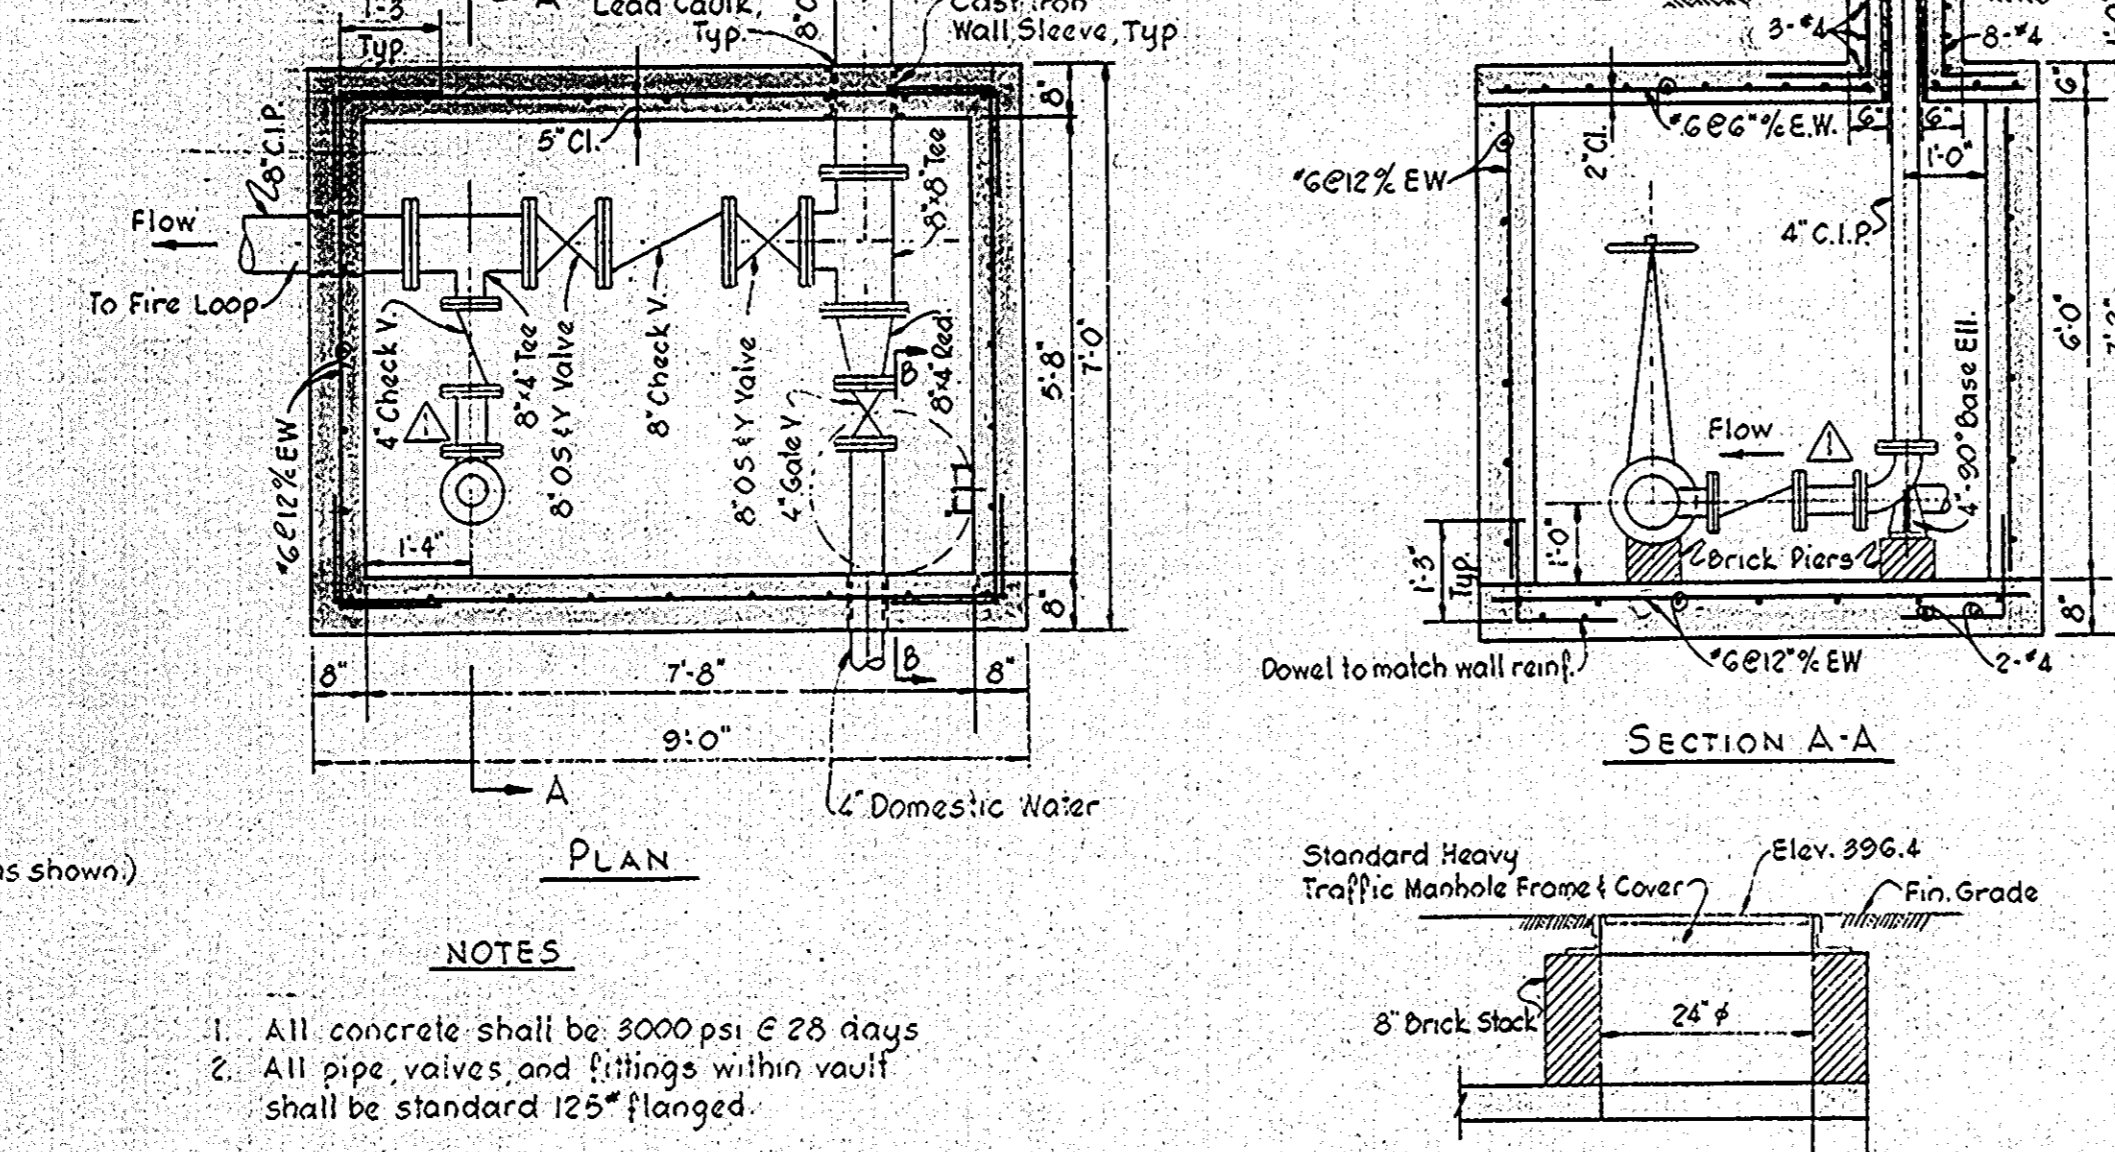 1'-3"
Typ.
A
Lead Caulk,
Typ.
8"
Cast Iron
Wall Sleeve, Typ
8" C.I.P.
5" Cl.
8"
8"x8" Tee
Flow
To Fire Loop
4" Check V.
8"x4" Tee
8" OS & Y Valve
8" Check V.
8" OS & Y Valve
4" Gate V.
B
8"x4" Red.
5'-8"
7'-0"
#6@12"% EW
1'-4"
8"
8"
7'-8"
8"
B
9'-0"
A
4" Domestic Water
PLAN
as shown.)
NOTES
1. All concrete shall be 3000 psi @ 28 days
2. All pipe, valves, and fittings within vault
shall be standard 125# flanged.
3-#4
8-#4
6"
#6@6"% E.W.
6"
6"
2" Cl.
1'-0"
#6@12% EW
4" C.I.P.
6'-0"
Flow
4"-90° Base Ell.
1'-0"
1'-3"
Typ.
Brick Piers
8"
Dowel to match wall reinf.
#6@12"% EW
2-#4
SECTION A-A
Standard Heavy
Traffic Manhole Frame & Cover
Elev. 396.4
Fin. Grade
8" Brick Stack
24" ϕ